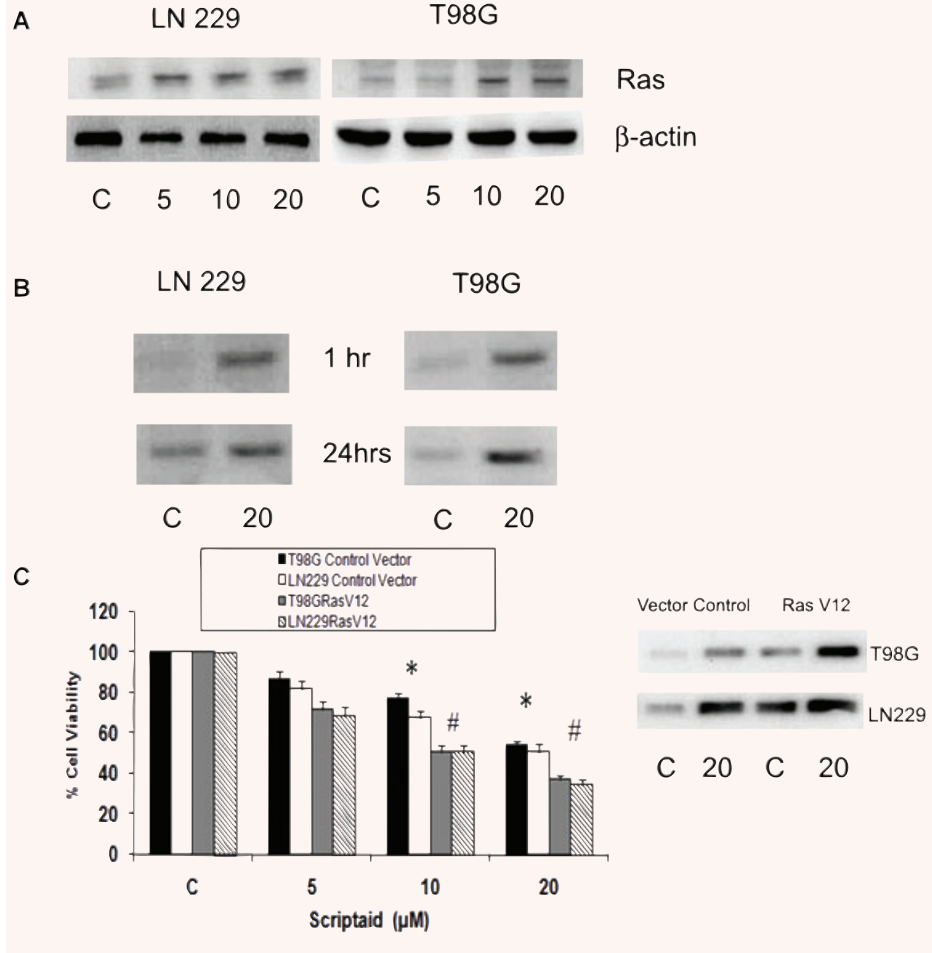 A
LN 229
T98G
Ras
β-actin
C 5 10 20
C 5 10 20
B
LN 229
T98G
1 hr
24hrs
C 20
C 20
C
T98G Control Vector
LN229 Control Vector
T98GRasV12
LN229RasV12
120
100
80
60
40
20
0
% Cell Viability
* # * #
C 5 10 20
Scriptaid (µM)
Vector Control Ras V12
T98G
LN229
C 20 C 20